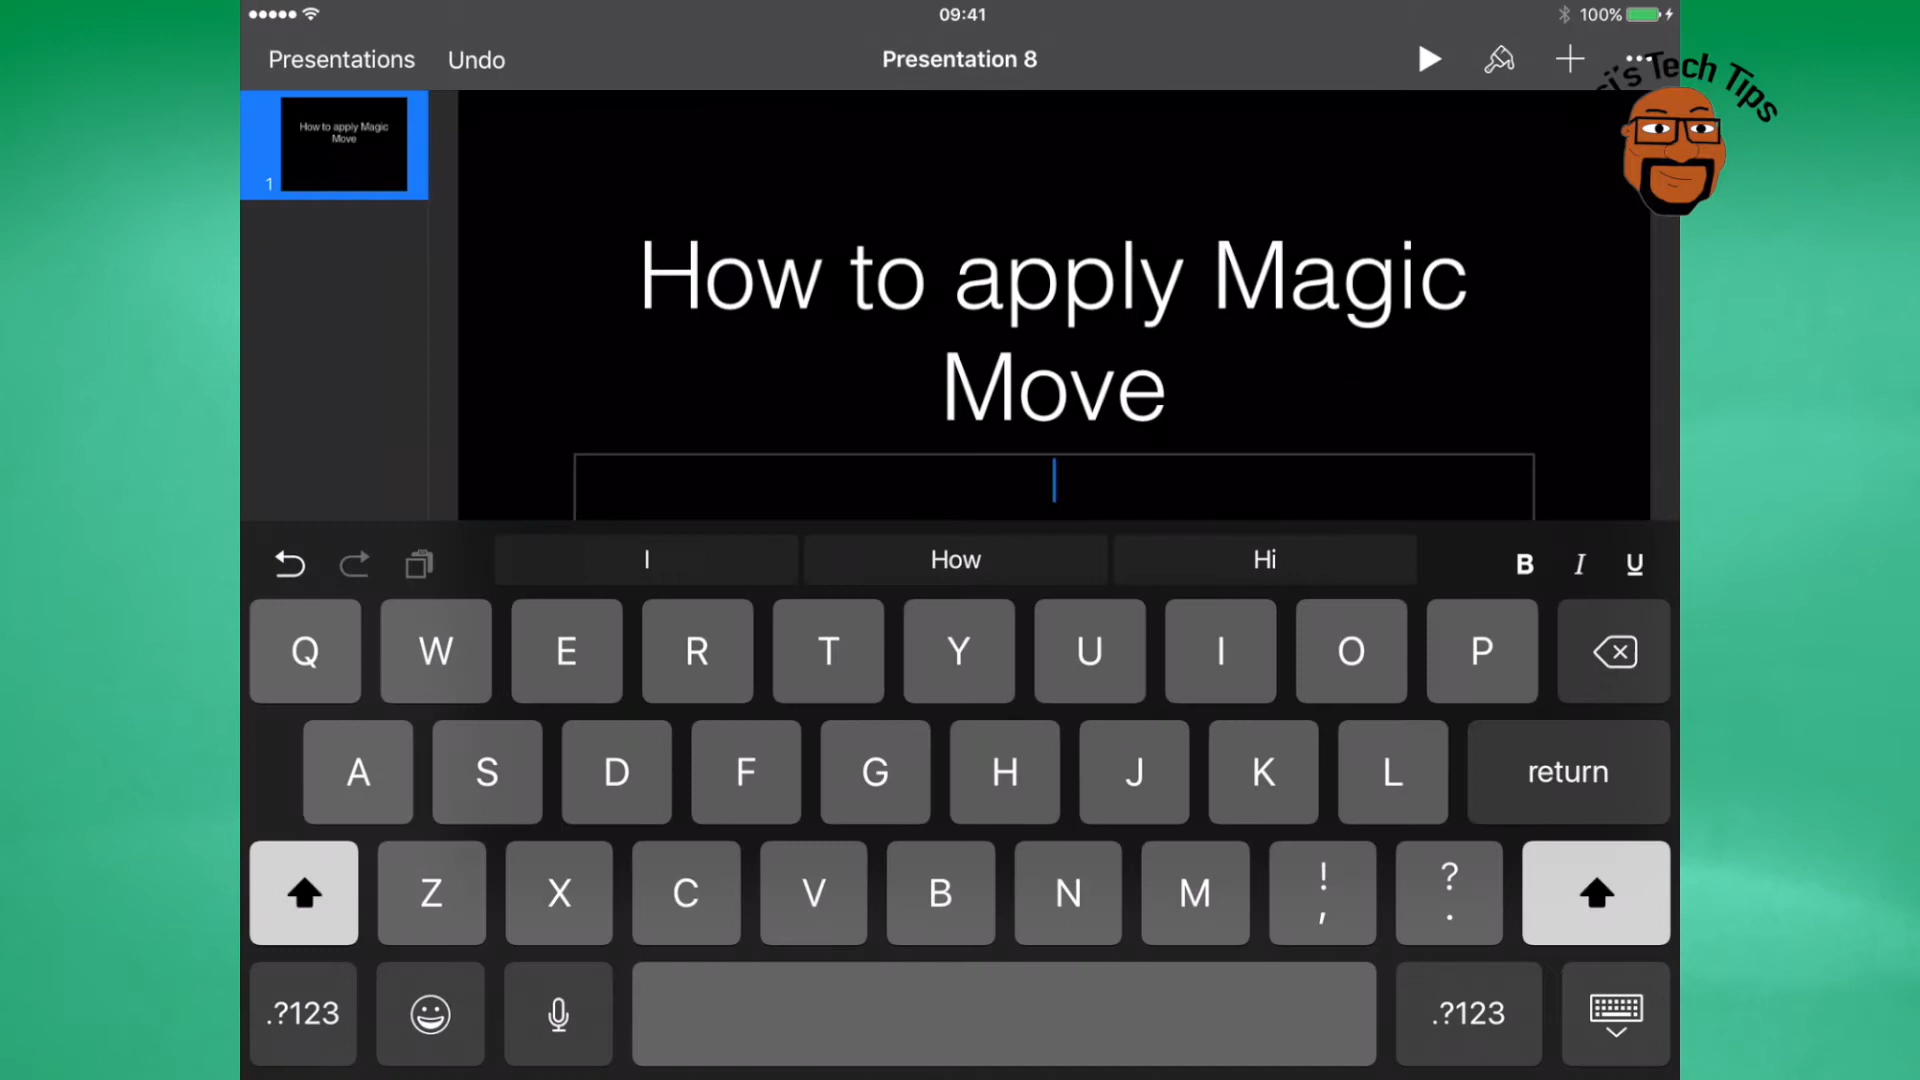 09:41
100%
Presentations
Undo
Presentation 8
Tech Tips
How to apply Magic
Move
1
How to apply Magic
Move
I
How
Hi
B
I
U
Q W E R T Y U I O P
A S D F G H J K L return
Z X C V B N M ! , ? .
.?123
.?123